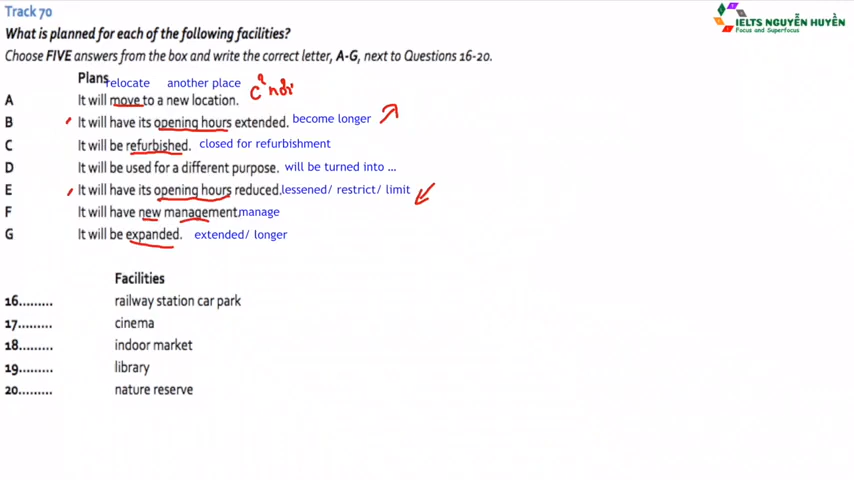 Track 70
IELTS NGUYỄN HUYỀN
Focus and Superfocus
What is planned for each of the following facilities?
Choose FIVE answers from the box and write the correct letter, A-G, next to Questions 16-20.
Plans
relocate another place
A It will move to a new location.
B It will have its opening hours extended. become longer
C It will be refurbished. closed for refurbishment
D It will be used for a different purpose. will be turned into ...
E It will have its opening hours reduced. lessened/ restrict/ limit
F It will have new management. manage
G It will be expanded. extended/ longer
Facilities
16......... railway station car park
17......... cinema
18......... indoor market
19......... library
20......... nature reserve